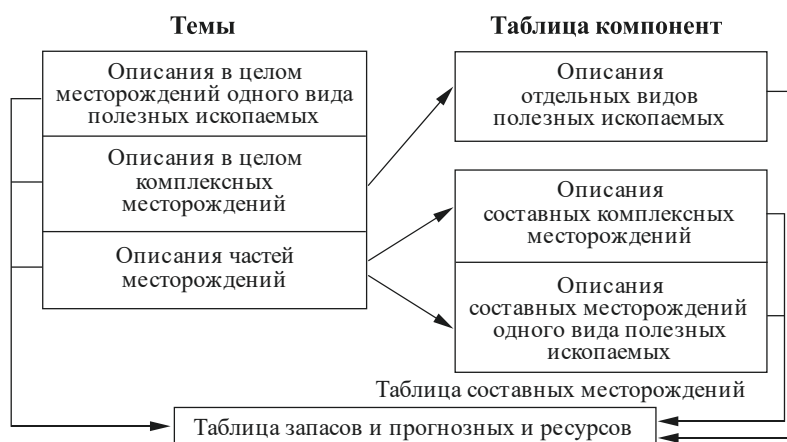 Темы
Описания в целом
месторождений одного вида
полезных ископаемых
Описания в целом
комплексных
месторождений
Описания частей
месторождений
Таблица компонент
Описания
отдельных видов
полезных ископаемых
Описания
составных комплексных
месторождений
Описания
составных месторождений
одного вида полезных
ископаемых
Таблица составных месторождений
Таблица запасов и прогнозных и ресурсов